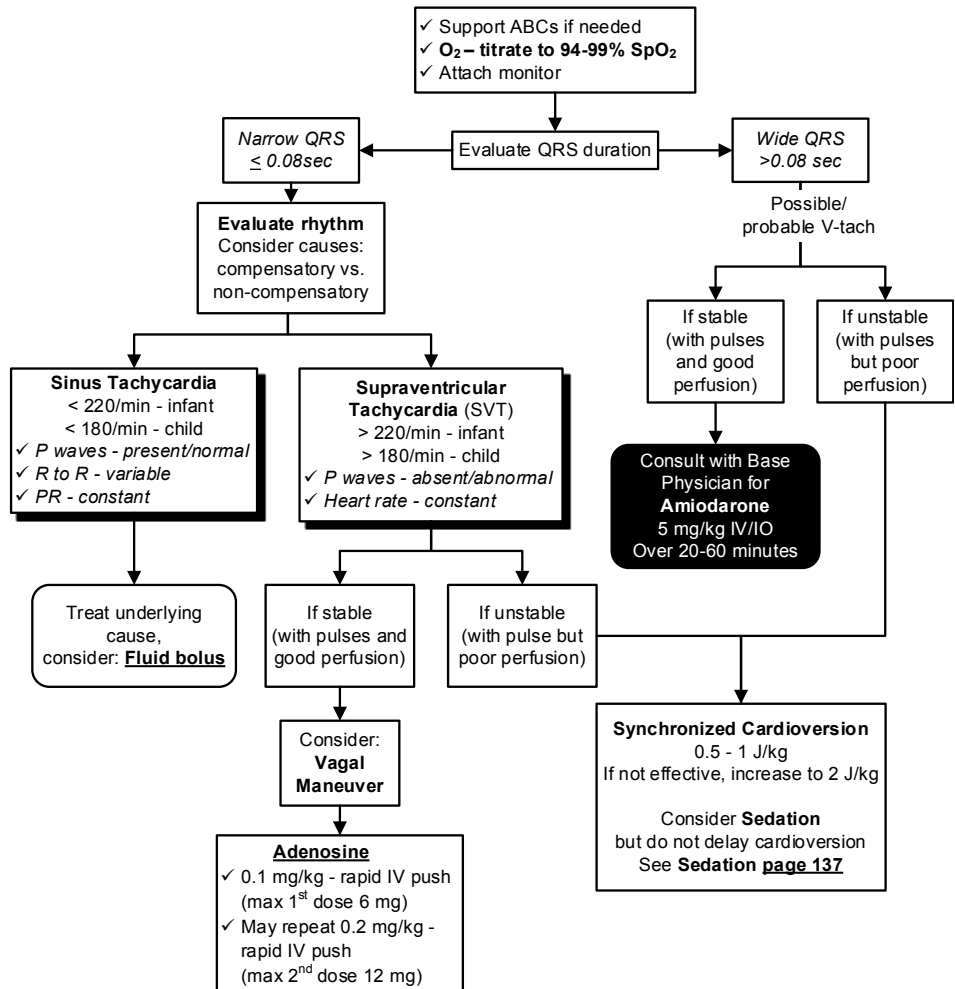 ✓ Support ABCs if needed
✓ O2 – titrate to 94-99% SpO2
✓ Attach monitor
Narrow QRS
≤ 0.08sec
Evaluate QRS duration
Wide QRS
>0.08 sec
Possible/
probable V-tach
Evaluate rhythm
Consider causes:
compensatory vs.
non-compensatory
If stable
(with pulses
and good
perfusion)
If unstable
(with pulses
but poor
perfusion)
Sinus Tachycardia
< 220/min - infant
< 180/min - child
✓ P waves - present/normal
✓ R to R - variable
✓ PR - constant
Supraventricular
Tachycardia (SVT)
> 220/min - infant
> 180/min - child
✓ P waves - absent/abnormal
✓ Heart rate - constant
Consult with Base
Physician for
Amiodarone
5 mg/kg IV/IO
Over 20-60 minutes
Treat underlying
cause,
consider: Fluid bolus
If stable
(with pulses and
good perfusion)
If unstable
(with pulse but
poor perfusion)
Consider:
Vagal
Maneuver
Synchronized Cardioversion
0.5 - 1 J/kg
If not effective, increase to 2 J/kg
Consider Sedation
but do not delay cardioversion
See Sedation page 137
Adenosine
✓ 0.1 mg/kg - rapid IV push
(max 1st dose 6 mg)
✓ May repeat 0.2 mg/kg -
rapid IV push
(max 2nd dose 12 mg)